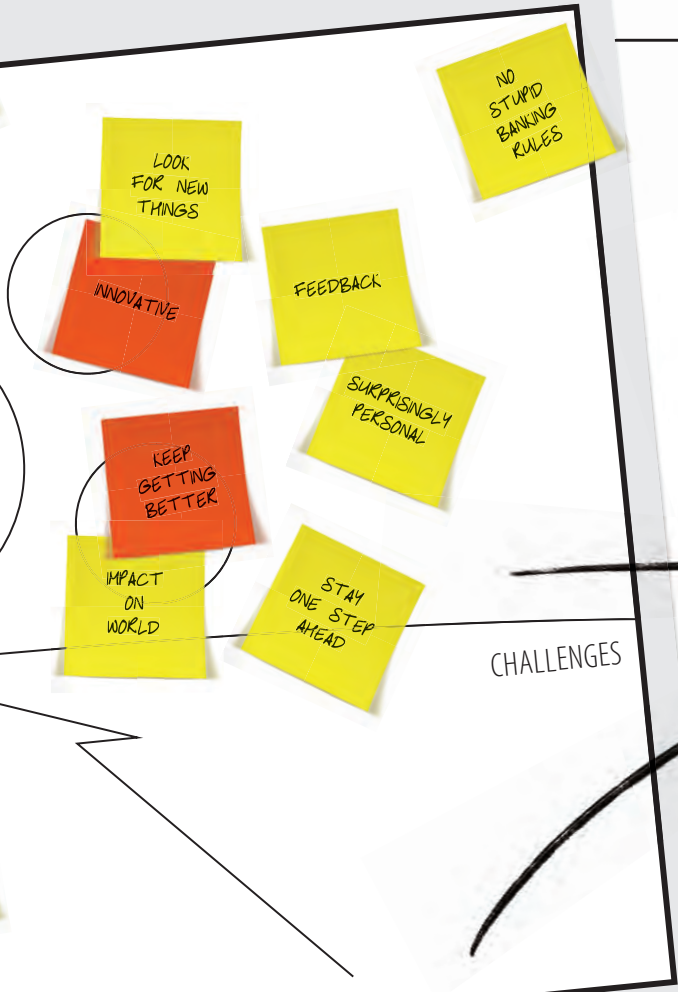 NO
STUPID
BANKING
RULES
LOOK
FOR NEW
THINGS
INNOVATIVE
FEEDBACK
SURPRISINGLY
PERSONAL
KEEP
GETTING
BETTER
IMPACT
ON
WORLD
STAY
ONE STEP
AHEAD
CHALLENGES